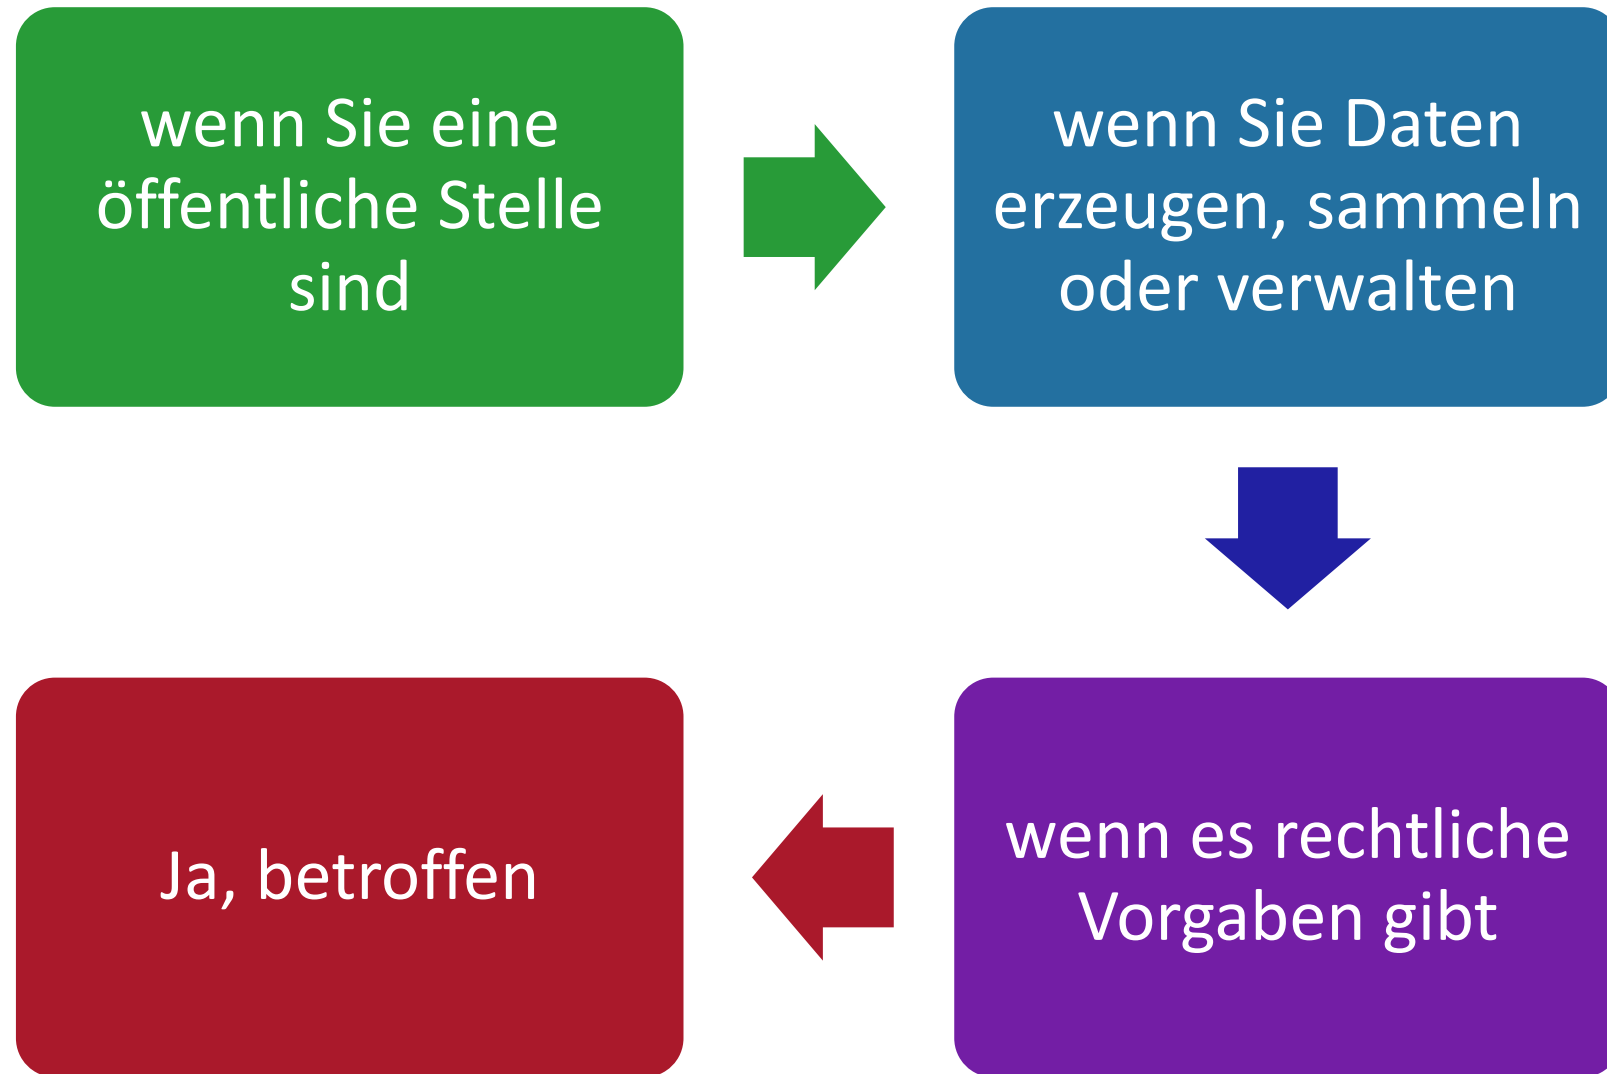 wenn Sie eine
öffentliche Stelle
sind
wenn Sie Daten
erzeugen, sammeln
oder verwalten
wenn es rechtliche
Vorgaben gibt
Ja, betroffen